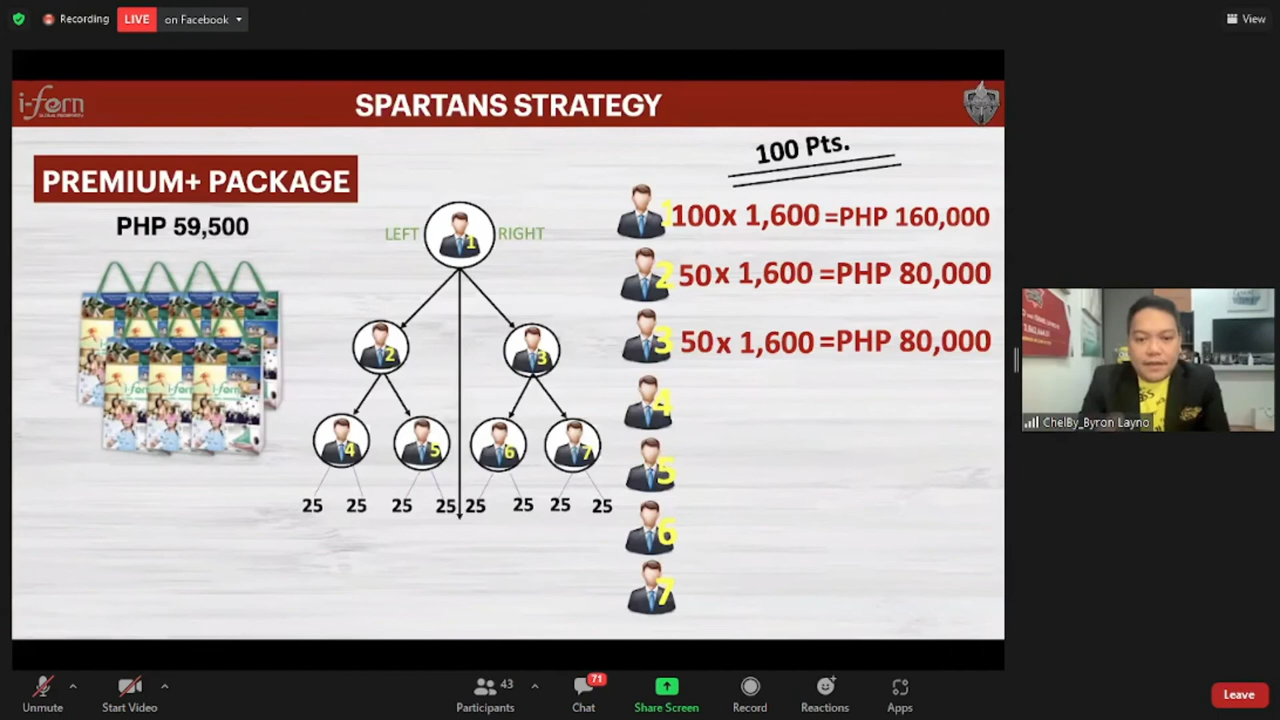 Recording
LIVE
on Facebook
View
i-fern
SPARTANS STRATEGY
100 Pts.
PREMIUM+ PACKAGE
PHP 59,500
LEFT
RIGHT
1
2
3
4
5
6
7
25 25 25 25 25 25 25 25
1 100x 1,600 =PHP 160,000
2 50x 1,600 =PHP 80,000
3 50x 1,600 =PHP 80,000
4
5
6
7
ChelBy_Byron Layno
Unmute
Start Video
Participants
43
Chat
71
Share Screen
Record
Reactions
Apps
Leave